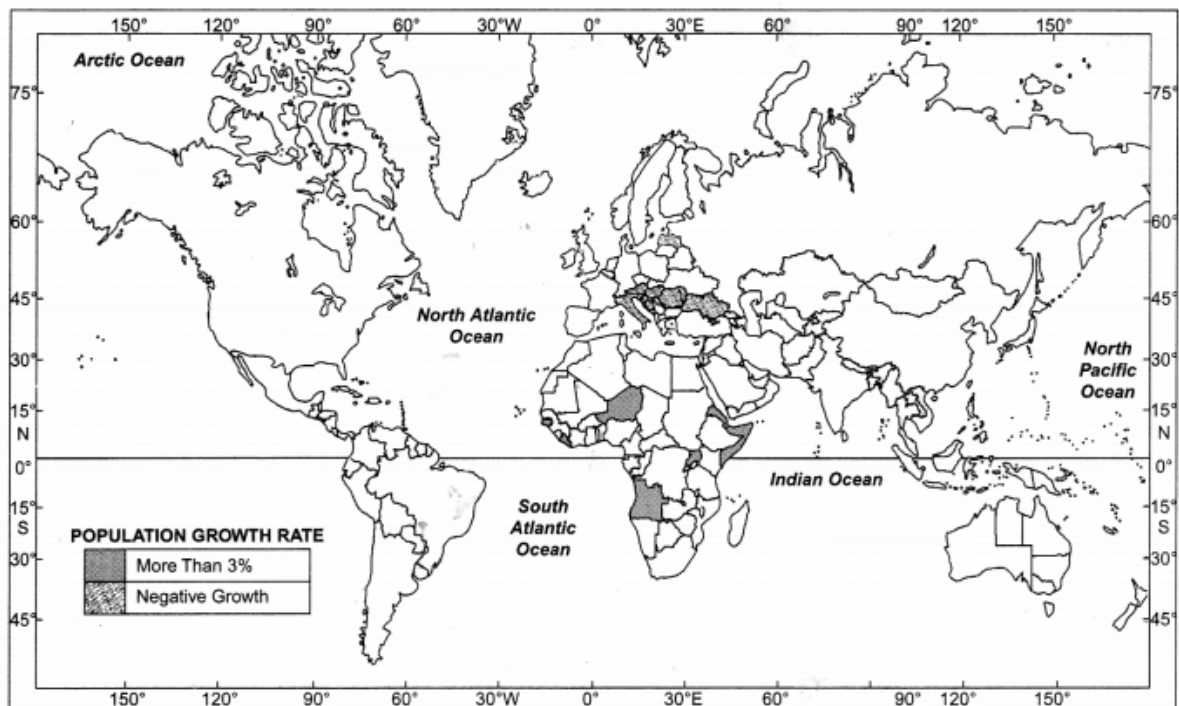 150° 120° 90° 60° 30°W 0° 30°E 60° 90° 120° 150°
Arctic Ocean
75° 75°
60° 60°
45° 45°
North Atlantic
Ocean
30° 30°
North
Pacific
Ocean
15° 15°
N N
0° 0°
Indian Ocean
South
Atlantic
Ocean
15° 15°
S S
POPULATION GROWTH RATE
More Than 3%
Negative Growth
30° 30°
45° 45°
150° 120° 90° 60° 30°W 0° 30°E 60° 90° 120° 150°